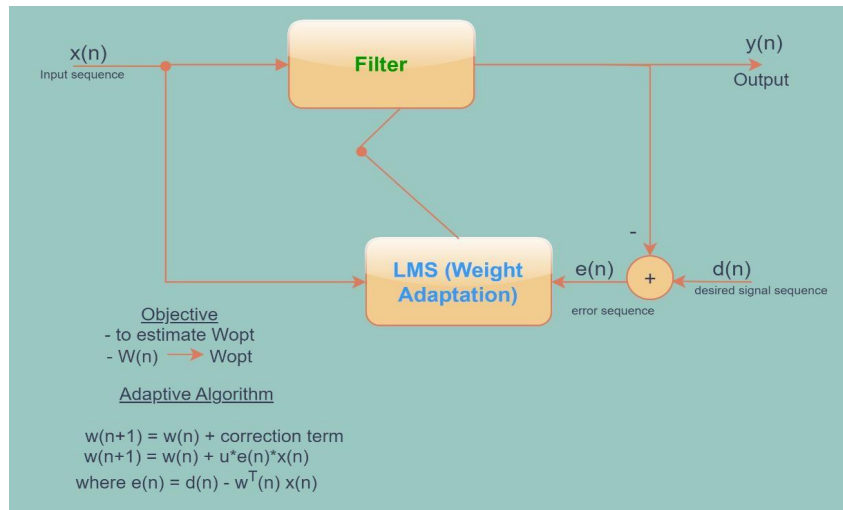 x(n)
Input sequence
Filter
y(n)
Output
-
LMS (Weight
Adaptation)
e(n)
error sequence
+
d(n)
desired signal sequence
Objective
- to estimate Wopt
- W(n) → Wopt
Adaptive Algorithm
w(n+1) = w(n) + correction term
w(n+1) = w(n) + u*e(n)*x(n)
where e(n) = d(n) - w^T(n) x(n)